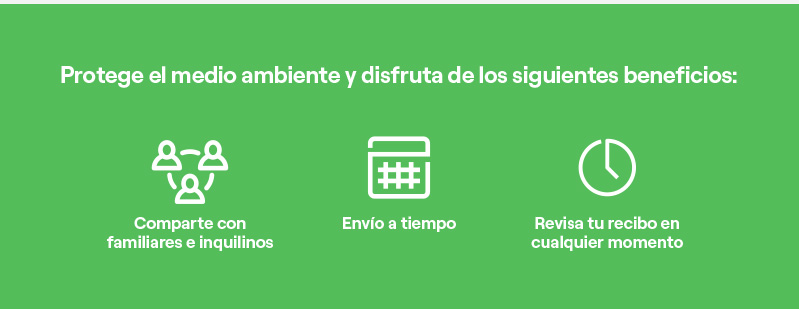 Protege el medio ambiente y disfruta de los siguientes beneficios:
Comparte con
familiares e inquilinos
Envío a tiempo
Revisa tu recibo en
cualquier momento